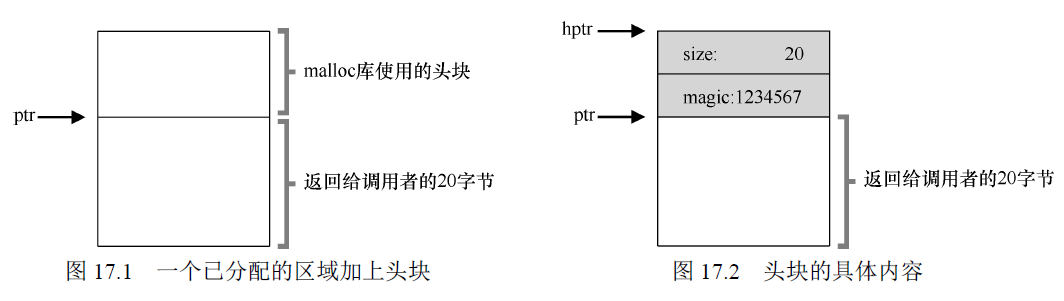 malloc库使用的头块
ptr
返回给调用者的20字节
图 17.1 一个已分配的区域加上头块
hptr
size: 20
magic:1234567
ptr
返回给调用者的20字节
图 17.2 头块的具体内容